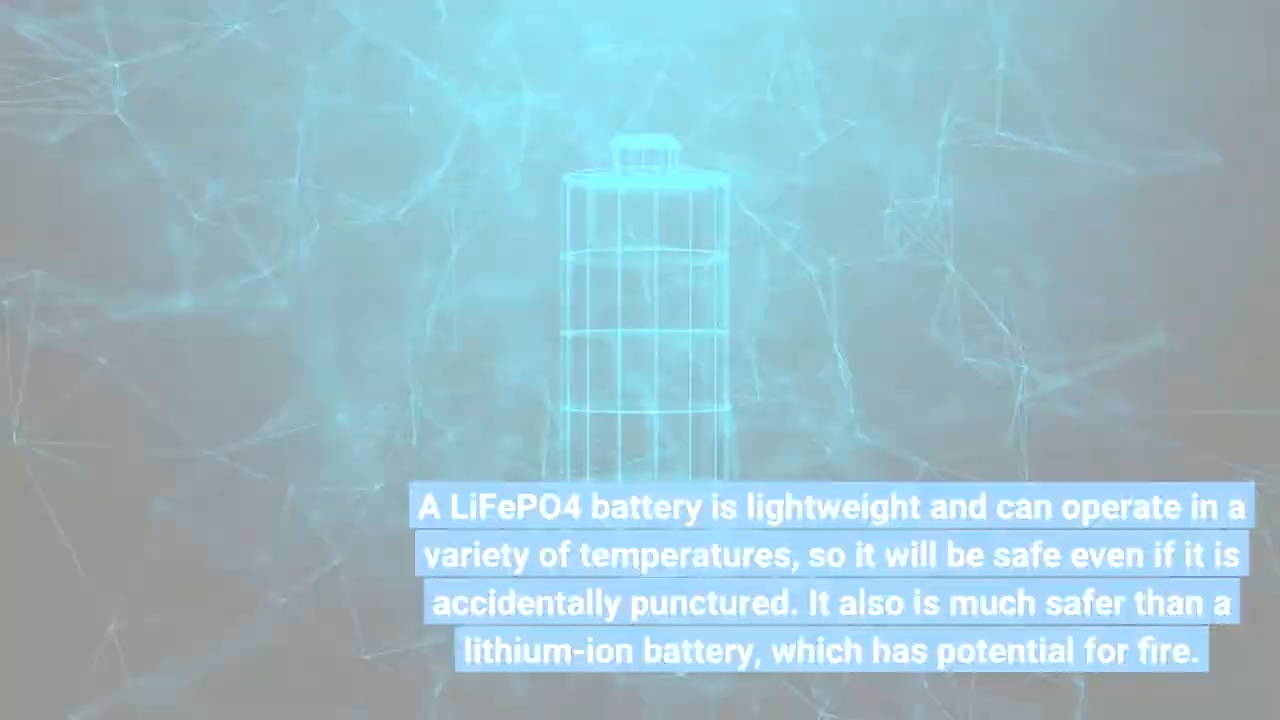 A LiFePO4 battery is lightweight and can operate in a
variety of temperatures, so it will be safe even if it is
accidentally punctured. It also is much safer than a
lithium-ion battery, which has potential for fire.